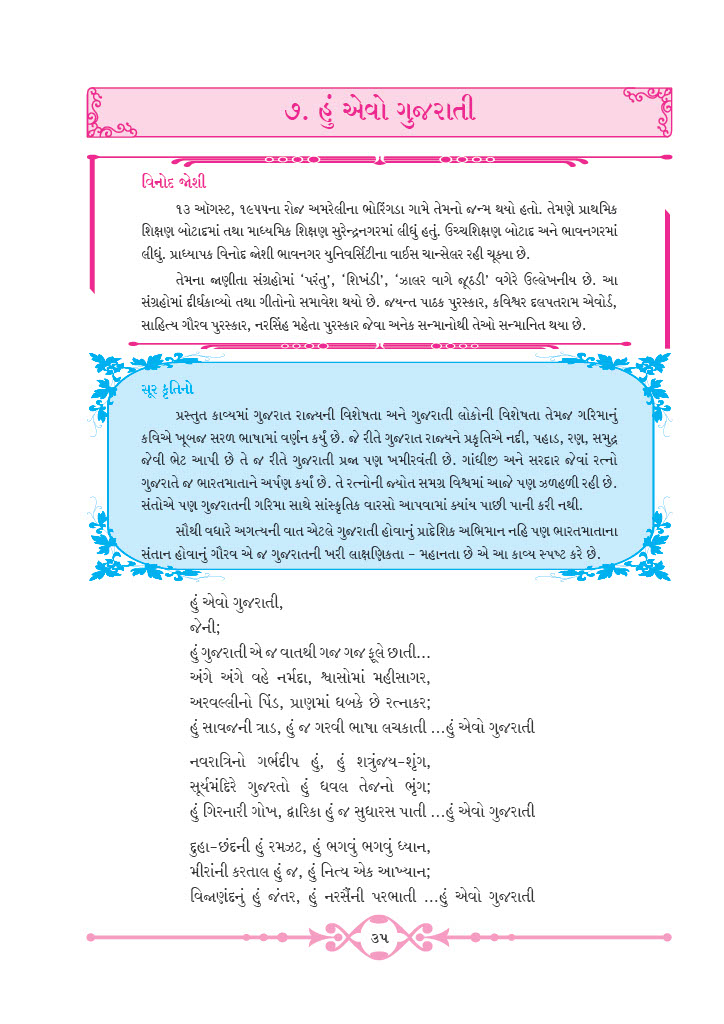 ૭. હું એવો ગુજરાતી
વિનોદ જોશી
૧૩ ઑગસ્ટ, ૧૯૫૫ના રોજ અમરેલીના ભોરિંગડા ગામે તેમનો જન્મ થયો હતો. તેમણે પ્રાથમિક
શિક્ષણ બોટાદમાં તથા માધ્યમિક શિક્ષણ સુરેન્દ્રનગરમાં લીધું હતું. ઉચ્ચશિક્ષણ બોટાદ અને ભાવનગરમાં
લીધું. પ્રાધ્યાપક વિનોદ જોશી ભાવનગર યુનિવર્સિટીના વાઈસ ચાન્સેલર રહી ચૂક્યા છે.
તેમના જાણીતા સંગ્રહોમાં ‘પરંતુ’, ‘શિખંડી’, ‘ઝાલર વાગે જૂઠડી’ વગેરે ઉલ્લેખનીય છે. આ
સંગ્રહોમાં દીર્ઘકાવ્યો તથા ગીતોનો સમાવેશ થયો છે. જયન્ત પાઠક પુરસ્કાર, કવિશ્વર દલપતરામ એવોર્ડ,
સાહિત્ય ગૌરવ પુરસ્કાર, નરસિંહ મહેતા પુરસ્કાર જેવા અનેક સન્માનોથી તેઓ સન્માનિત થયા છે.
સૂર કૃતિનો
પ્રસ્તુત કાવ્યમાં ગુજરાત રાજ્યની વિશેષતા અને ગુજરાતી લોકોની વિશેષતા તેમજ ગરિમાનું
કવિએ ખૂબજ સરળ ભાષામાં વર્ણન કર્યું છે. જે રીતે ગુજરાત રાજ્યને પ્રકૃતિએ નદી, પહાડ, રણ, સમુદ્ર
જેવી ભેટ આપી છે તે જ રીતે ગુજરાતી પ્રજા પણ ખમીરવંતી છે. ગાંધીજી અને સરદાર જેવાં રત્નો
ગુજરાતે જ ભારતમાતાને અર્પણ કર્યાં છે. તે રત્નોની જ્યોત સમગ્ર વિશ્વમાં આજે પણ ઝળહળી રહી છે.
સંતોએ પણ ગુજરાતની ગરિમા સાથે સાંસ્કૃતિક વારસો આપવામાં ક્યાંય પાછી પાની કરી નથી.
સૌથી વધારે અગત્યની વાત એટલે ગુજરાતી હોવાનું પ્રાદેશિક અભિમાન નહિ પણ ભારતમાતાના
સંતાન હોવાનું ગૌરવ એ જ ગુજરાતની ખરી લાક્ષણિકતા – મહાનતા છે એ આ કાવ્ય સ્પષ્ટ કરે છે.
હું એવો ગુજરાતી,
જેની;
હું ગુજરાતી એ જ વાતથી ગજ ગજ ફૂલે છાતી...
અંગે અંગે વહે નર્મદા, શ્વાસોમાં મહીસાગર,
અરવલ્લીનો પિંડ, પ્રાણમાં ધબકે છે રત્નાકર;
હું સાવજની ત્રાડ, હું જ ગરવી ભાષા લચકાતી ...હું એવો ગુજરાતી
નવરાત્રિનો ગર્ભદીપ હું, હું શત્રુંજય-શૃંગ,
સૂર્યમંદિરે ગુજરતો હું ધવલ તેજનો ભૃંગ;
હું ગિરનારી ગોખ, દ્વારિકા હું જ સુધારસ પાતી ...હું એવો ગુજરાતી
દુહા-છંદની હું રમઝટ, હું ભગવું ભગવું ધ્યાન,
મીરાંની કરતાલ હું જ, હું નિત્ય એક આખ્યાન;
વિજાણંદનું હું જંતર, હું નરસૈંની પરભાતી ...હું એવો ગુજરાતી
૩૫